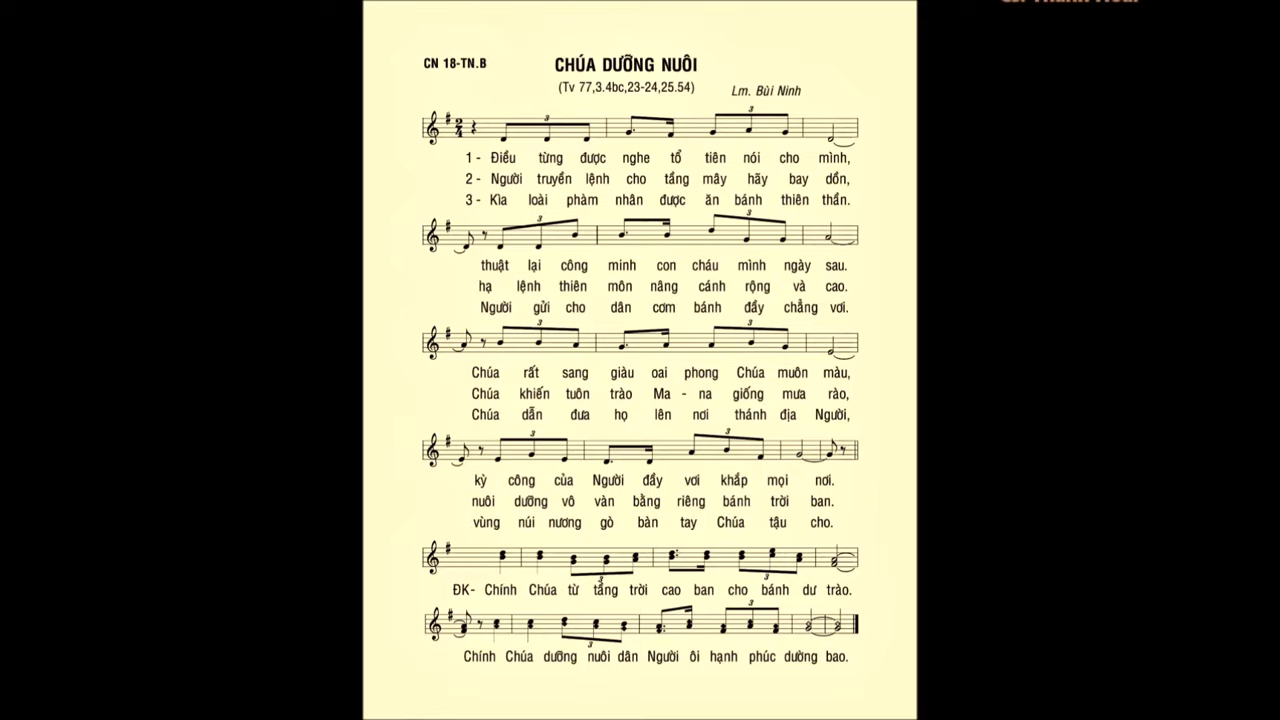 CN 18-TN.B
CHÚA DƯỠNG NUÔI
(Tv 77,3.4bc,23-24,25.54)
Lm. Bùi Ninh
1- Điều từng được nghe tổ tiên nói cho mình,
2- Người truyền lệnh cho tầng mây hãy bay dồn,
3- Kìa loài phàm nhân được ăn bánh thiên thần.
thuật lại công minh con cháu mình ngày sau.
hạ lệnh thiên môn nâng cánh rộng và cao.
Người gửi cho dân cơm bánh đầy chẳng vơi.
Chúa rất sang giàu oai phong Chúa muôn màu,
Chúa khiến tuôn trào Ma - na giống mưa rào,
Chúa dẫn đưa họ lên nơi thánh địa Người,
kỳ công của Người đầy vơi khắp mọi nơi.
nuôi dưỡng vô vàn bằng riêng bánh trời ban.
vùng núi nương gò bàn tay Chúa tậu cho.
ĐK- Chính Chúa từ tầng trời cao ban cho bánh dư trào.
Chính Chúa dưỡng nuôi dân Người ôi hạnh phúc dường bao.